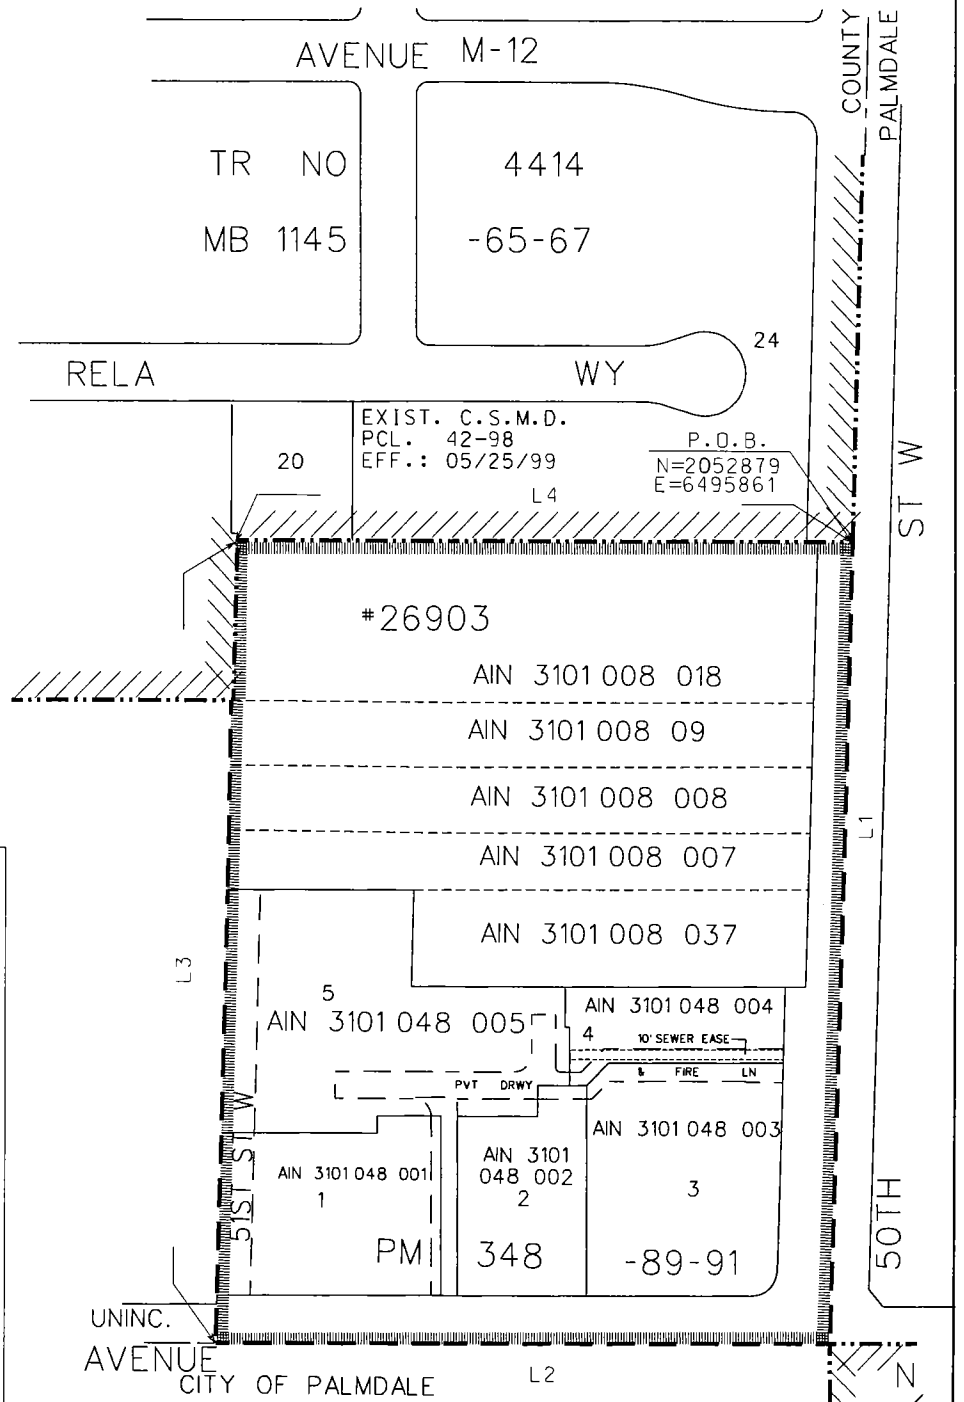 AVENUE M-12
COUNTY
PALMDALE
TR NO 4414
MB 1145 -65-67
24
RELA WY
EXIST. C.S.M.D.
PCL. 42-98
EFF.: 05/25/99
20
P.O.B.
N=2052879
E=6495861
L4
ST W
#26903
AIN 3101 008 018
AIN 3101 008 09
AIN 3101 008 008
L1
AIN 3101 008 007
AIN 3101 008 037
L3
5
AIN 3101 048 005
AIN 3101 048 004
4
10' SEWER EASE
& FIRE LN
PVT DRWY
51ST ST W
AIN 3101 048 003
AIN 3101 048 001
1
AIN 3101
048 002
2
3
50TH
PM 348 -89-91
UNINC.
AVENUE N
CITY OF PALMDALE
L2